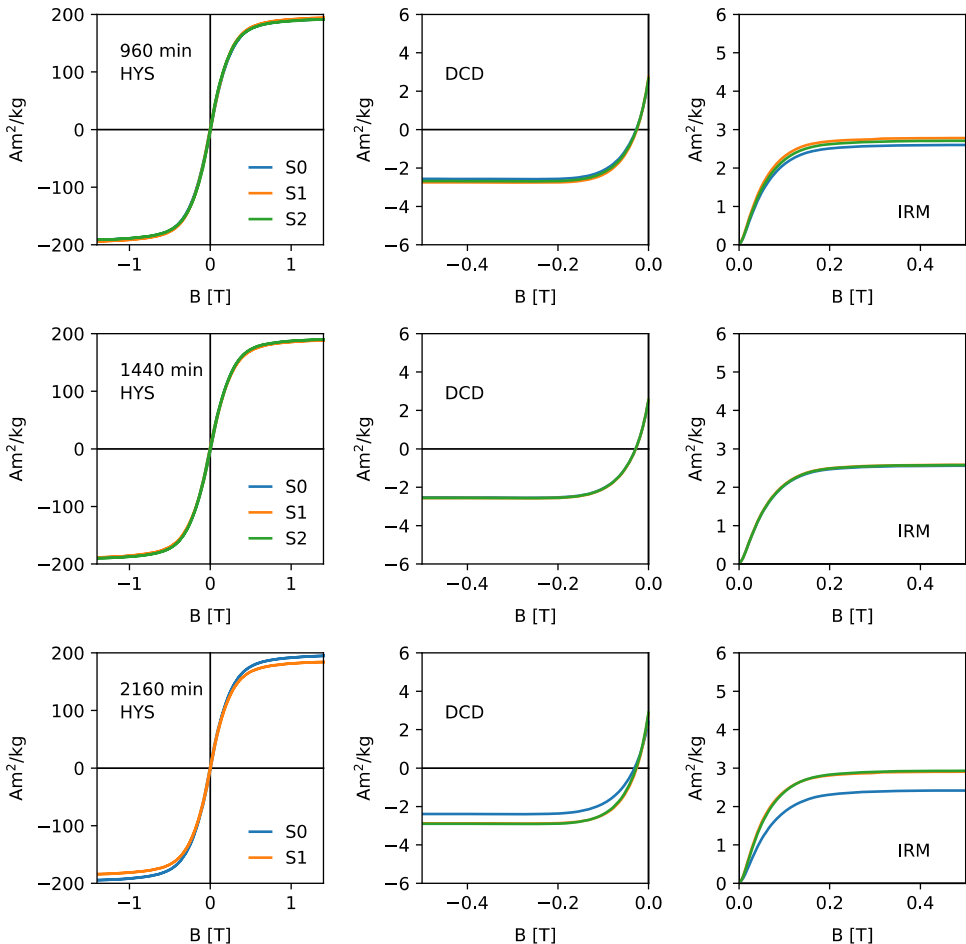 200
100
0
−100
−200
Am²/kg
960 min
HYS
S0
S1
S2
−1
0
1
B [T]
6
4
2
0
−2
−4
−6
Am²/kg
DCD
−0.4
−0.2
0.0
B [T]
6
5
4
3
2
1
0
Am²/kg
IRM
0.0
0.2
0.4
B [T]
200
100
0
−100
−200
Am²/kg
1440 min
HYS
S0
S1
S2
−1
0
1
B [T]
6
4
2
0
−2
−4
−6
Am²/kg
DCD
−0.4
−0.2
0.0
B [T]
6
5
4
3
2
1
0
Am²/kg
IRM
0.0
0.2
0.4
B [T]
200
100
0
−100
−200
Am²/kg
2160 min
HYS
S0
S1
−1
0
1
B [T]
6
4
2
0
−2
−4
−6
Am²/kg
DCD
−0.4
−0.2
0.0
B [T]
6
5
4
3
2
1
0
Am²/kg
IRM
0.0
0.2
0.4
B [T]